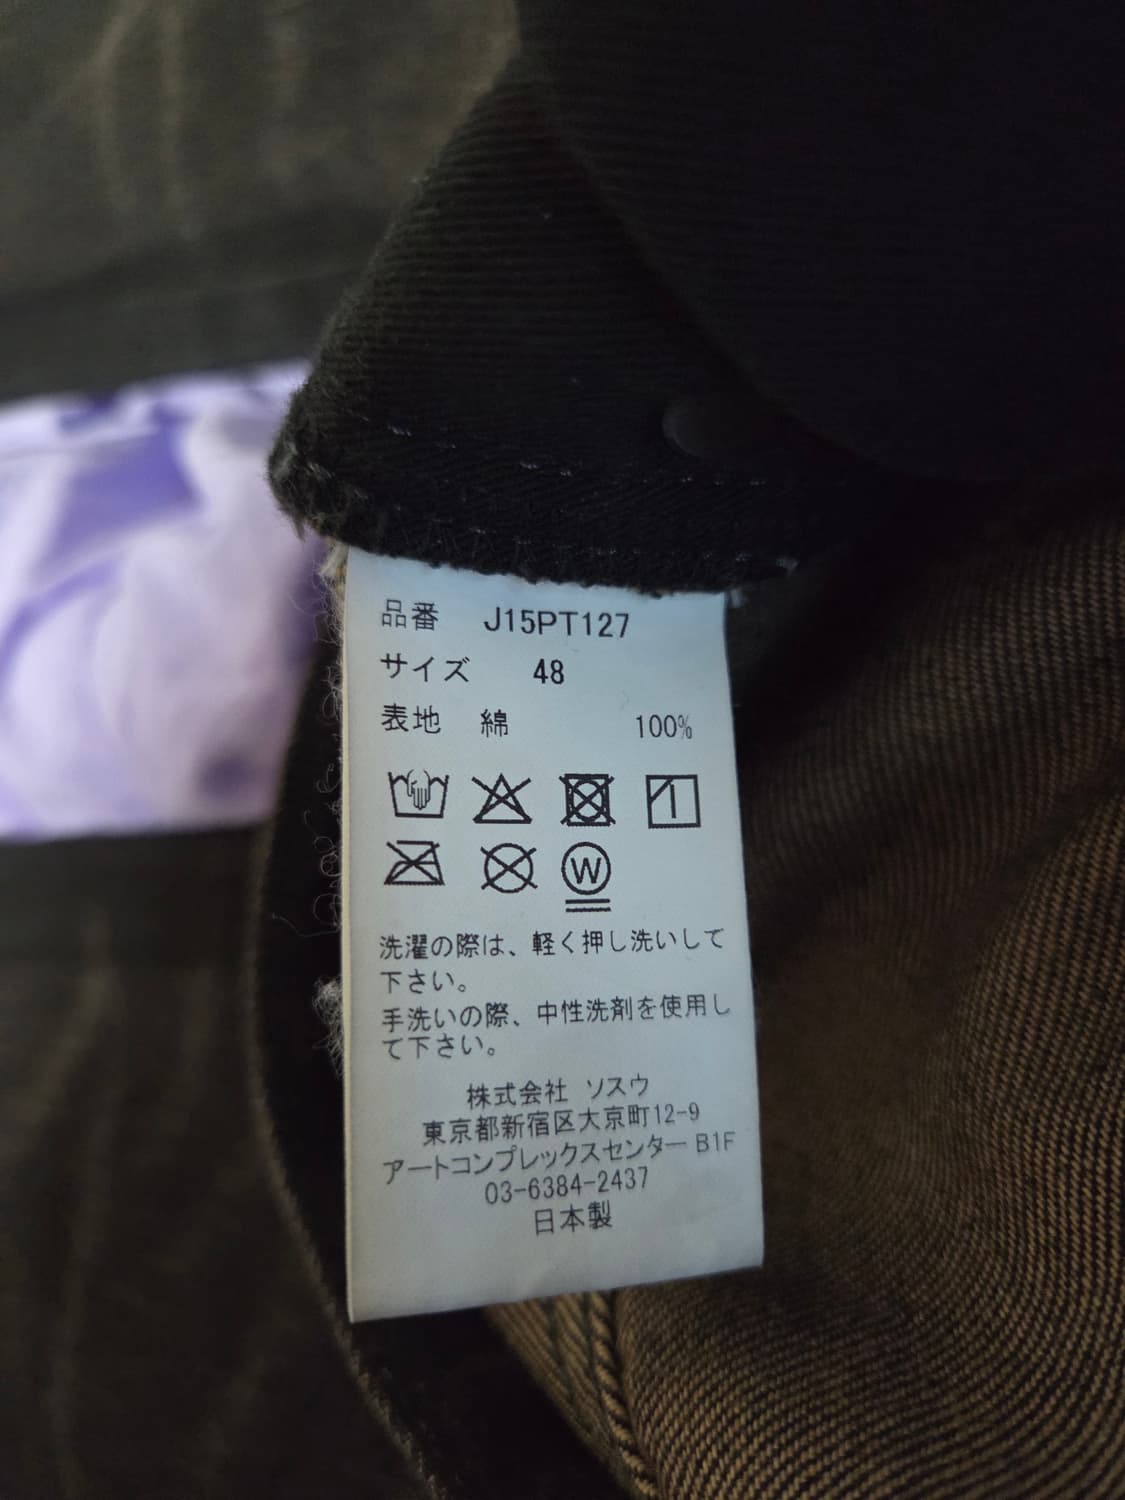 品番 J15PT127
サイズ 48
表地 綿 100%
W
洗濯の際は、軽く押し洗いして
下さい。
手洗いの際、中性洗剤を使用し
て下さい。
株式会社 ソスウ
東京都新宿区大京町12-9
アートコンプレックスセンター B1F
03-6384-2437
日本製